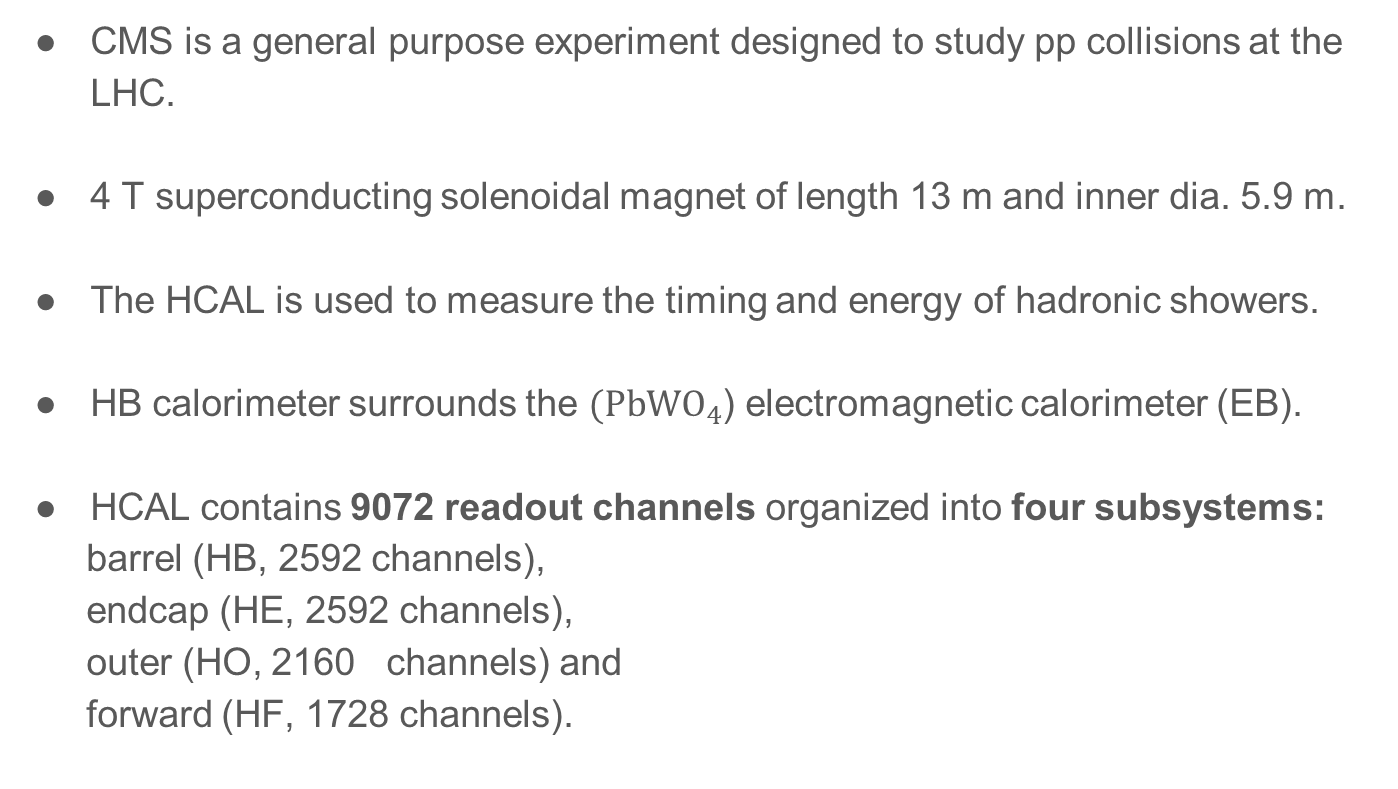 ● CMS is a general purpose experiment designed to study pp collisions at the
LHC.
● 4 T superconducting solenoidal magnet of length 13 m and inner dia. 5.9 m.
● The HCAL is used to measure the timing and energy of hadronic showers.
● HB calorimeter surrounds the (PbWO₄) electromagnetic calorimeter (EB).
● HCAL contains 9072 readout channels organized into four subsystems:
barrel (HB, 2592 channels),
endcap (HE, 2592 channels),
outer (HO, 2160 channels) and
forward (HF, 1728 channels).